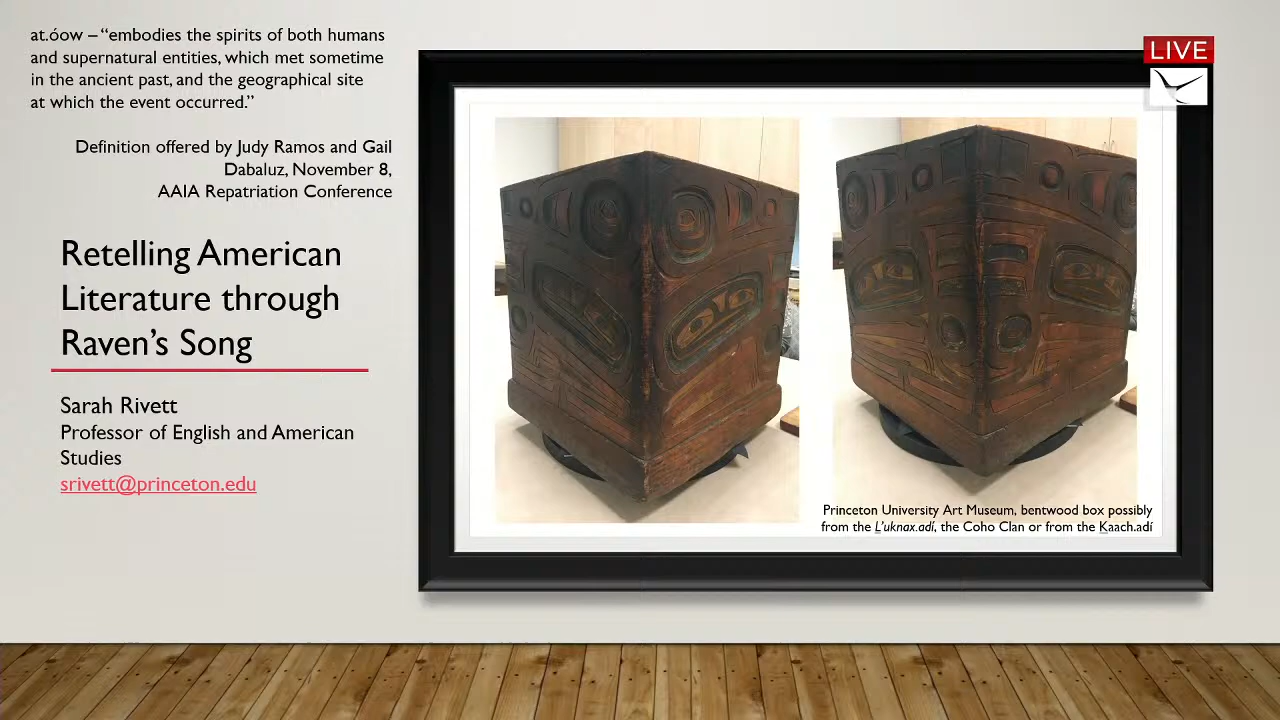 at.óow – “embodies the spirits of both humans
and supernatural entities, which met sometime
in the ancient past, and the geographical site
at which the event occurred.”
Definition offered by Judy Ramos and Gail
Dabaluz, November 8,
AAIA Repatriation Conference
Retelling American
Literature through
Raven’s Song
Sarah Rivett
Professor of English and American
Studies
srivett@princeton.edu
LIVE
Princeton University Art Museum, bentwood box possibly
from the L’uknax.adí, the Coho Clan or from the Kaach.adí